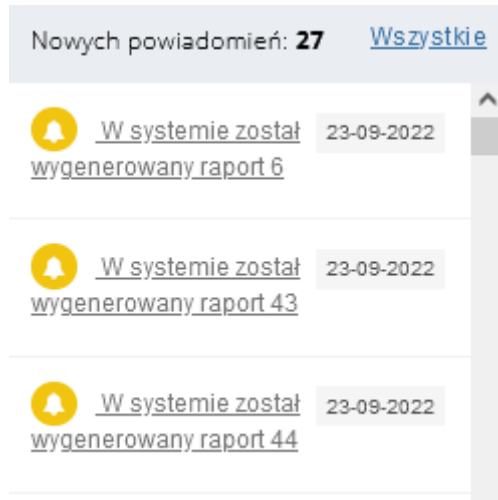 Nowych powiadomień: 27 Wszystkie
W systemie został 23-09-2022
wygenerowany raport 6
W systemie został 23-09-2022
wygenerowany raport 43
W systemie został 23-09-2022
wygenerowany raport 44